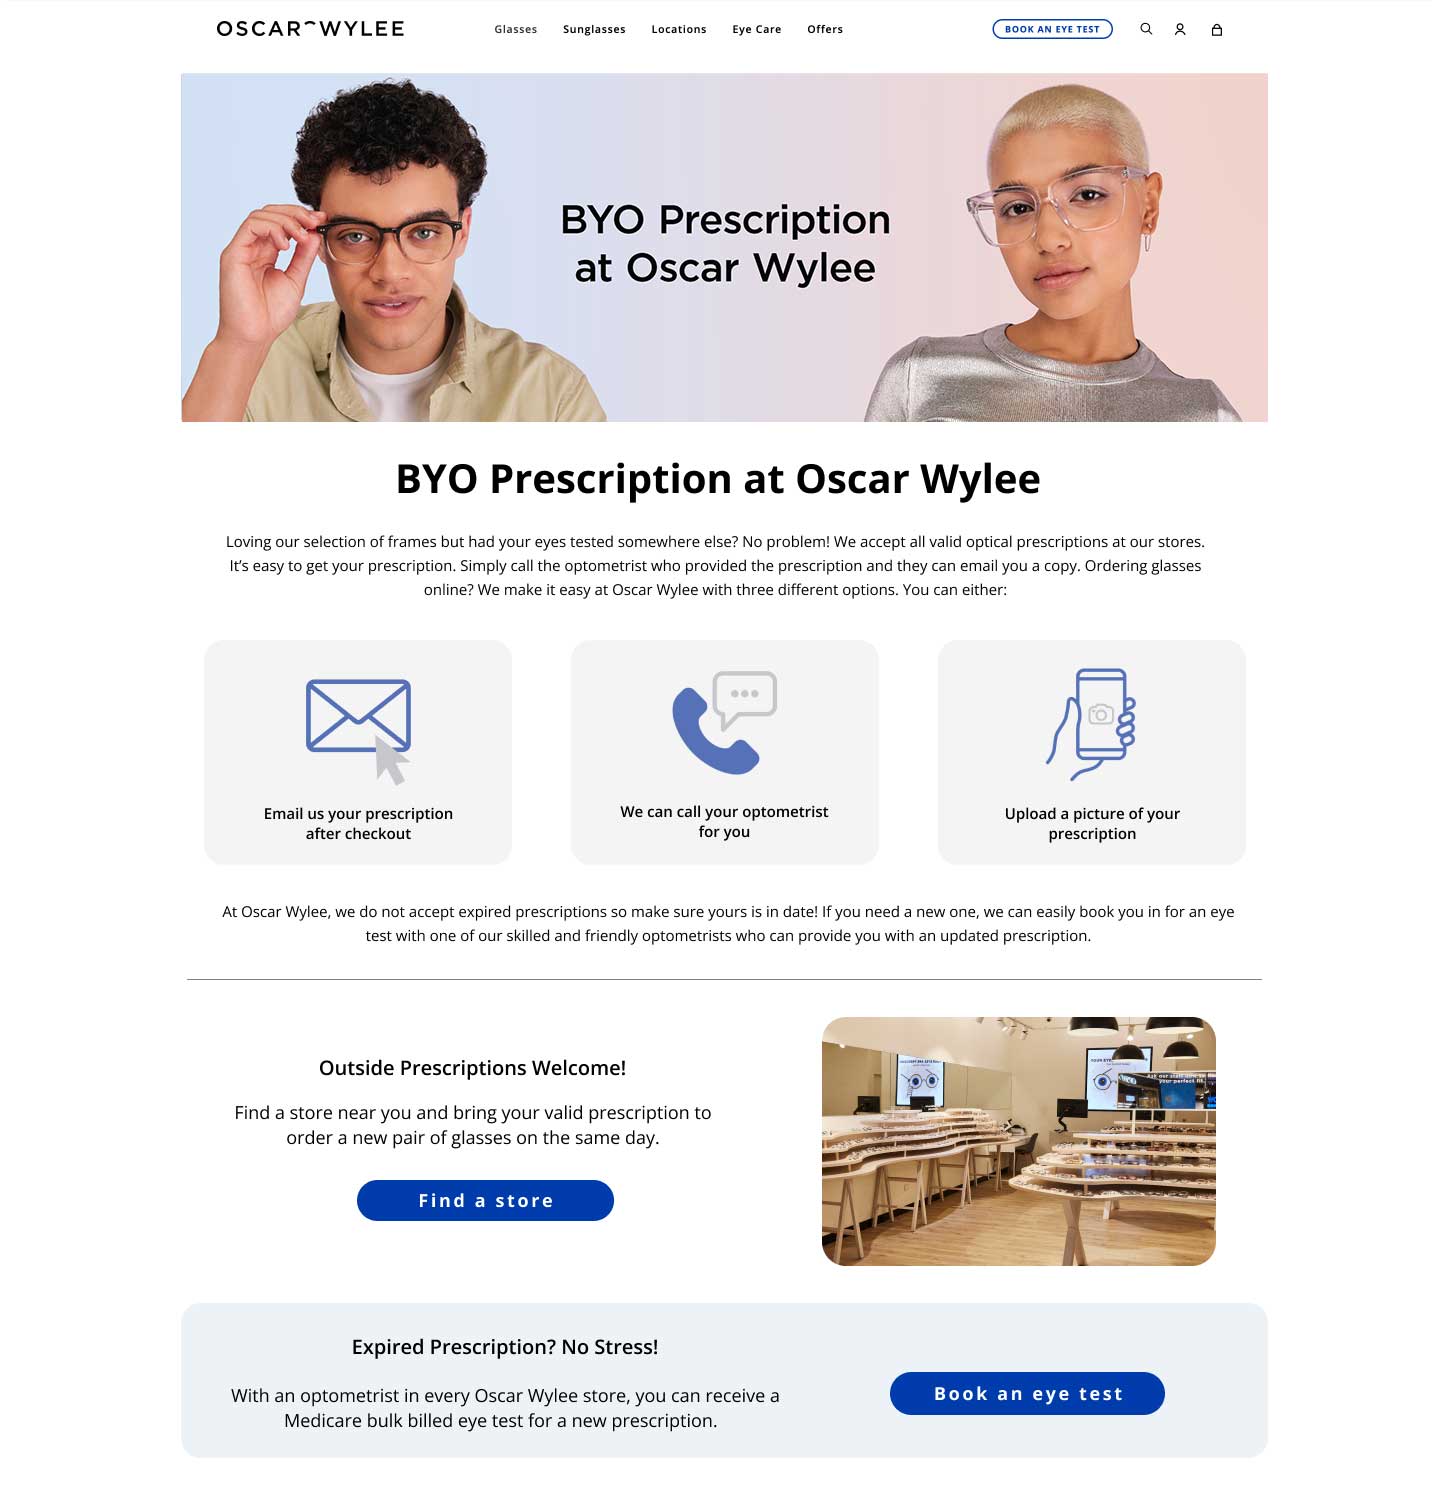 OSCAR WYLEE
Glasses
Sunglasses
Locations
Eye Care
Offers
BOOK AN EYE TEST
BYO Prescription
at Oscar Wylee
BYO Prescription at Oscar Wylee
Loving our selection of frames but had your eyes tested somewhere else? No problem! We accept all valid optical prescriptions at our stores.
It’s easy to get your prescription. Simply call the optometrist who provided the prescription and they can email you a copy. Ordering glasses
online? We make it easy at Oscar Wylee with three different options. You can either:
Email us your prescription
after checkout
We can call your optometrist
for you
Upload a picture of your
prescription
At Oscar Wylee, we do not accept expired prescriptions so make sure yours is in date! If you need a new one, we can easily book you in for an eye
test with one of our skilled and friendly optometrists who can provide you with an updated prescription.
Outside Prescriptions Welcome!
Find a store near you and bring your valid prescription to
order a new pair of glasses on the same day.
Find a store
Ask our staff
your perfect fit
Expired Prescription? No Stress!
With an optometrist in every Oscar Wylee store, you can receive a
Medicare bulk billed eye test for a new prescription.
Book an eye test